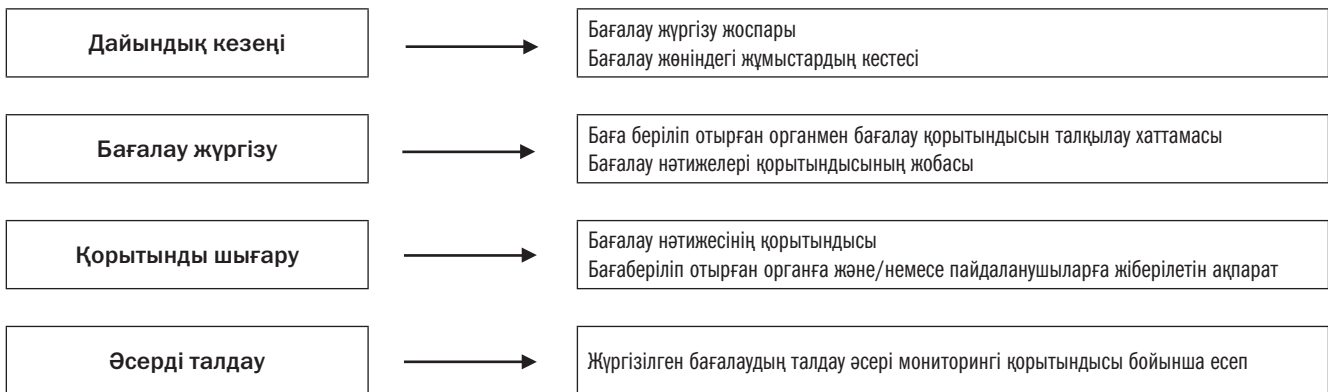 Дайындық кезеңі
Бағалау жүргізу жоспары
Бағалау жөніндегі жұмыстардың кестесі
Бағалау жүргізу
Баға беріліп отырған органмен бағалау қорытындысын талқылау хаттамасы
Бағалау нәтижелері қорытындысының жобасы
Қорытынды шығару
Бағалау нәтижесінің қорытындысы
Бағаберіліп отырған органға және/немесе пайдаланушыларға жіберілетін ақпарат
Әсерді талдау
Жүргізілген бағалаудың талдау әсері мониторингі қорытындысы бойынша есеп